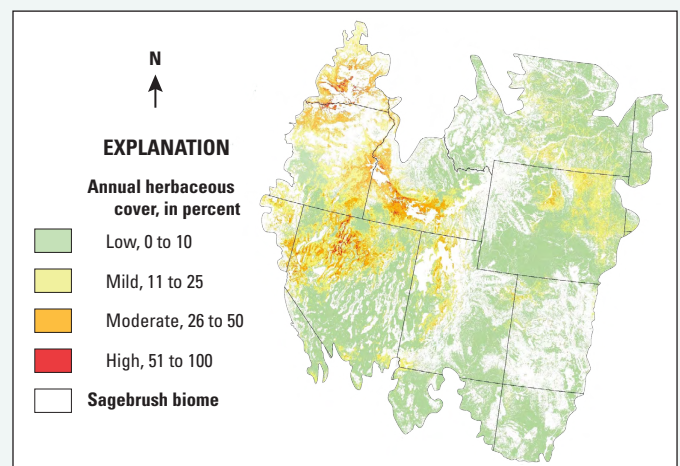 N
EXPLANATION
Annual herbaceous
cover, in percent
Low, 0 to 10
Mild, 11 to 25
Moderate, 26 to 50
High, 51 to 100
Sagebrush biome